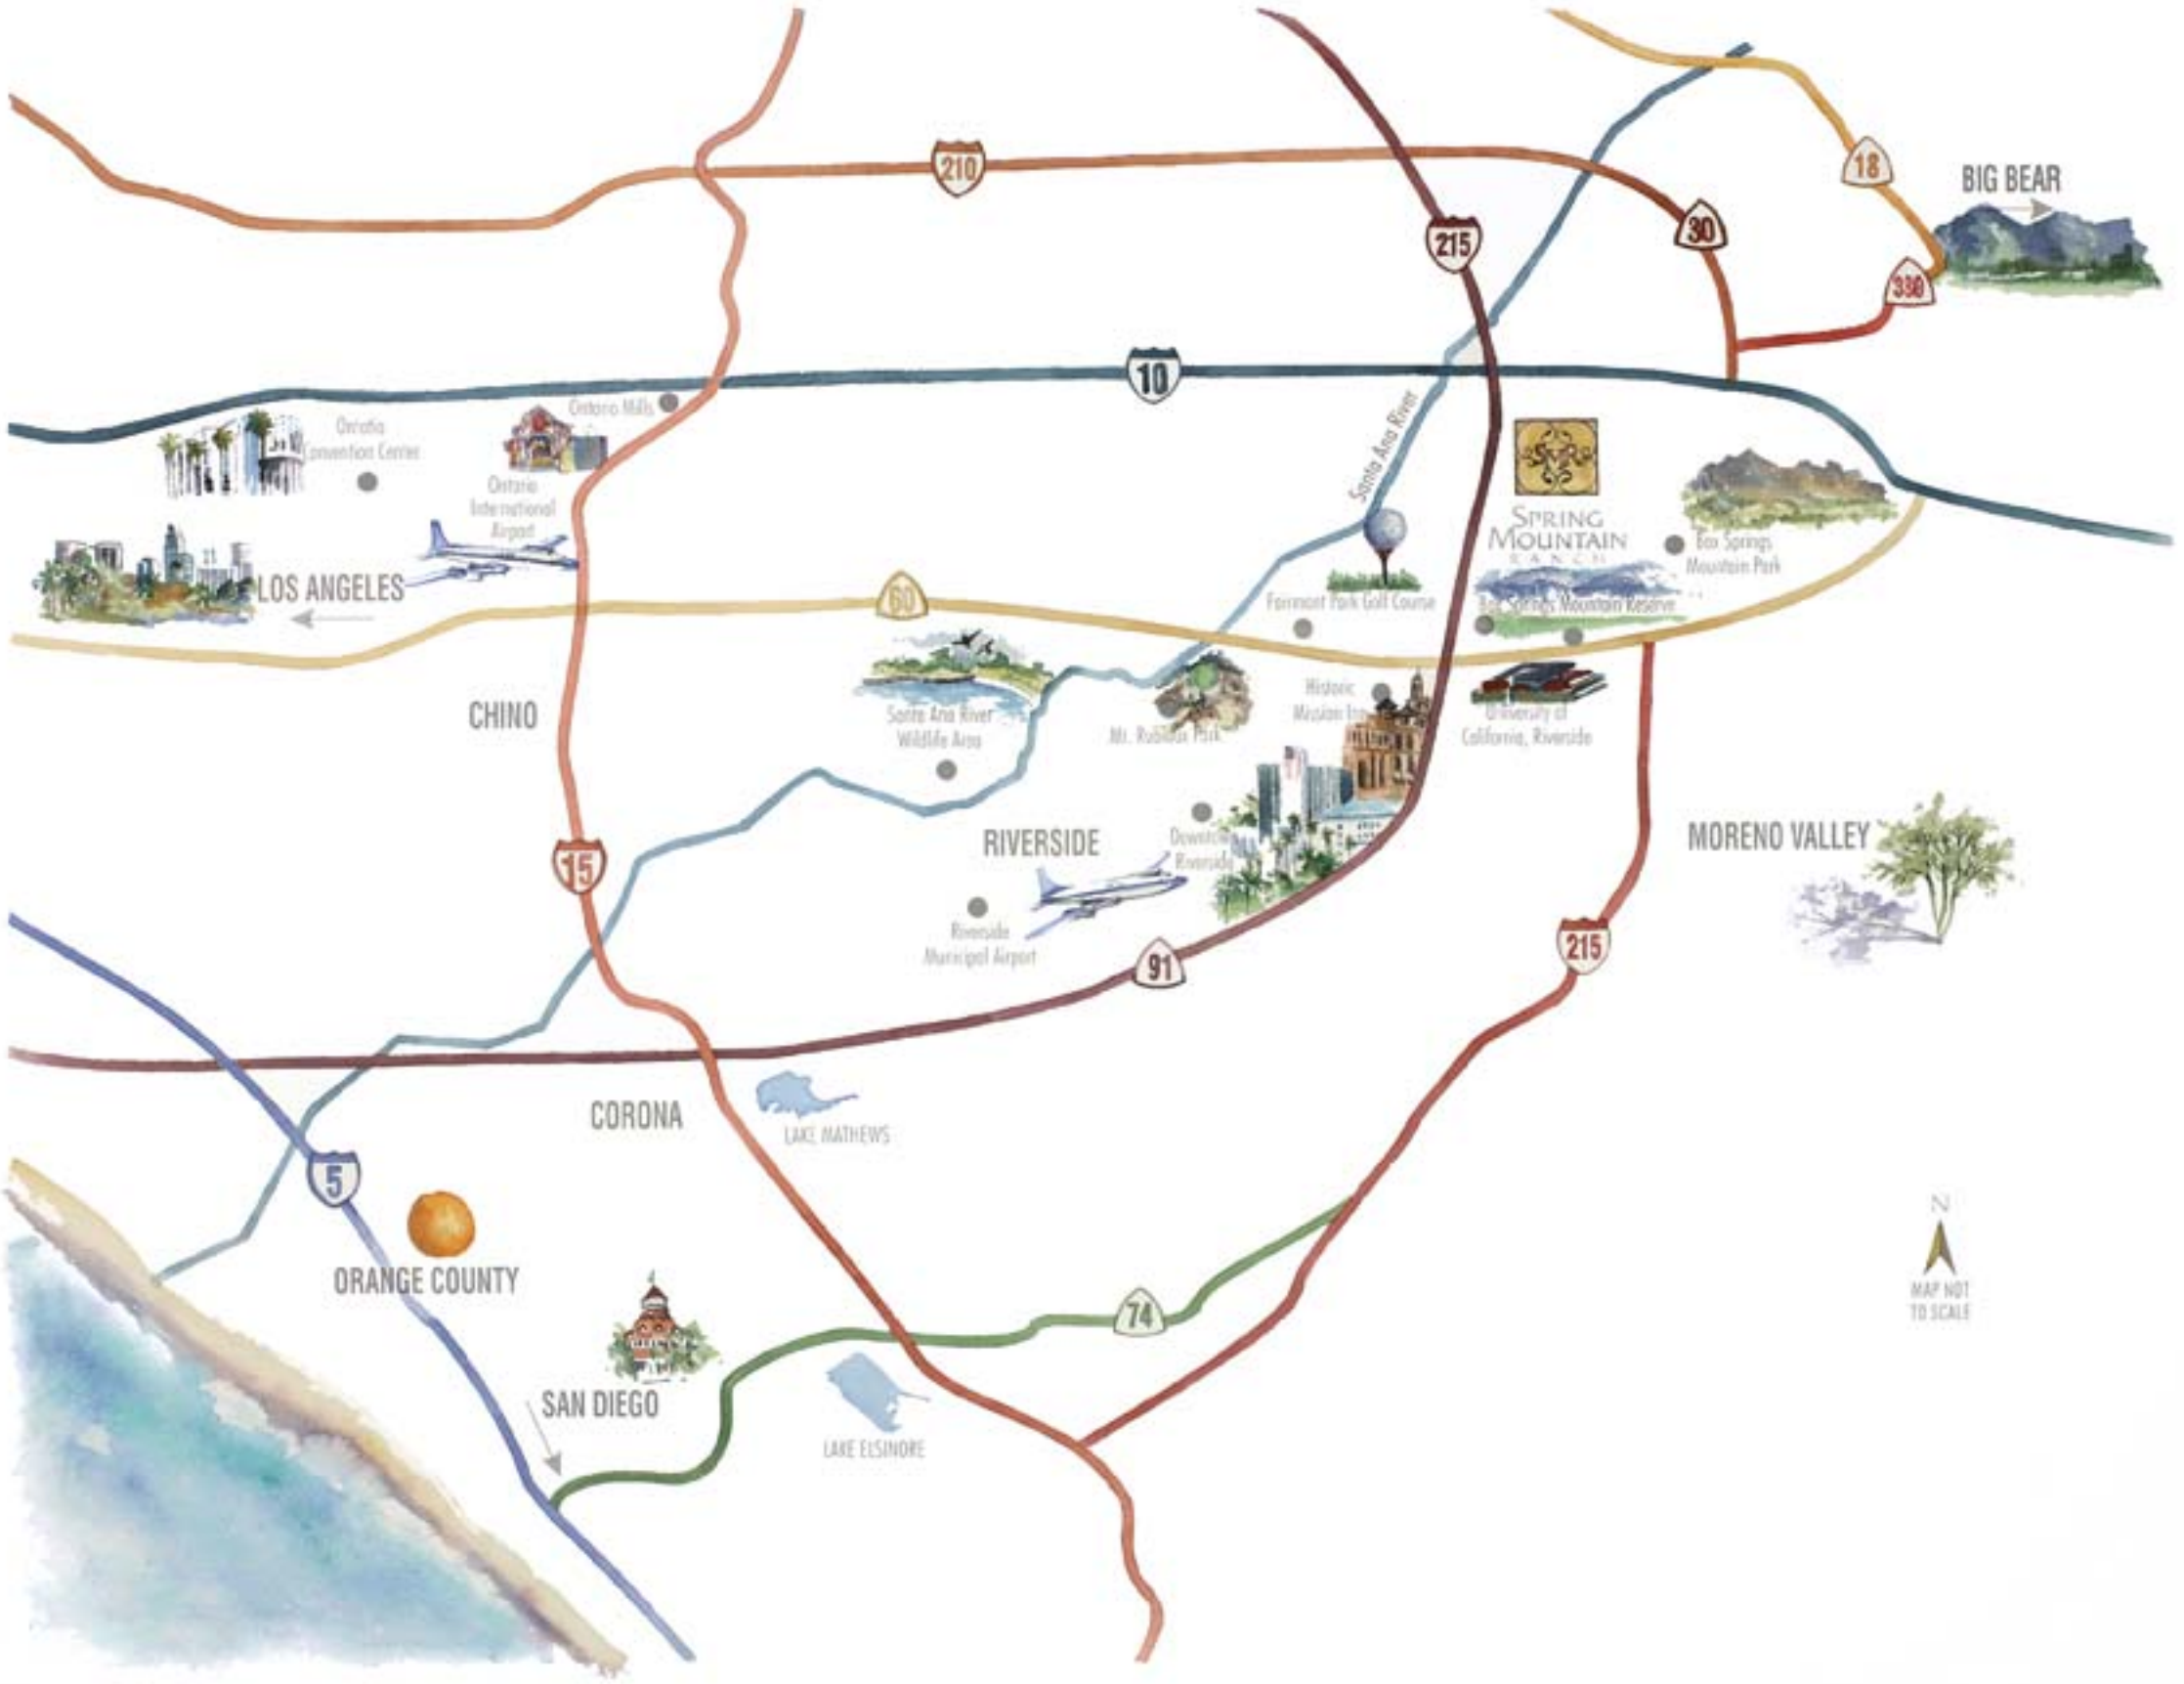 210
18
BIG BEAR
215
30
330
10
Ontario Mills
Convention Center
Ontario
International
Airport
Santa Ana River
SPRING
MOUNTAIN
RANCH
Box Springs
Mountain Park
LOS ANGELES
60
Fairmont Park Golf Course
Box Springs Mountain Reserve
CHINO
Santa Ana River
Wildlife Area
Mt. Rubidoux Park
Historic
Mission Inn
University of
California, Riverside
15
RIVERSIDE
Downtown
Riverside
MORENO VALLEY
Riverside
Municipal Airport
91
215
CORONA
LAKE MATHEWS
5
ORANGE COUNTY
74
SAN DIEGO
LAKE ELSINORE
N
MAP NOT
TO SCALE